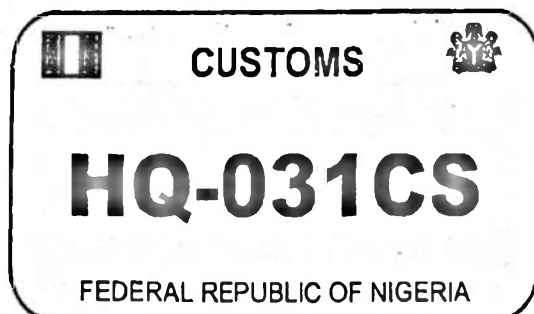 CUSTOMS
HQ-031CS
FEDERAL REPUBLIC OF NIGERIA